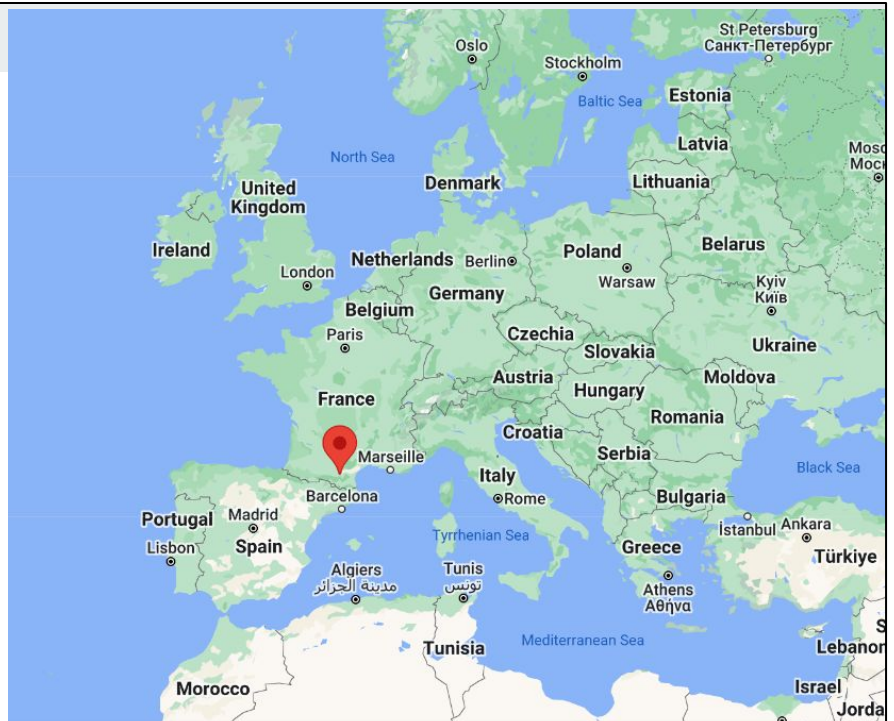 St Petersburg
Санкт-Петербург
Oslo
Stockholm
Baltic Sea
Estonia
Latvia
North Sea
Denmark
Lithuania
United
Kingdom
Ireland
Netherlands
Berlin
Poland
Belarus
London
Warsaw
Kyiv
Київ
Germany
Belgium
Paris
Czechia
Ukraine
Slovakia
Austria
Moldova
Hungary
France
Romania
Croatia
Serbia
Marseille
Black Sea
Italy
Barcelona
Rome
Bulgaria
Portugal
Madrid
İstanbul
Ankara
Lisbon
Spain
Tyrrhenian Sea
Greece
Türkiye
Algiers
مدينة الجزائر
Tunis
تونس
Athens
Αθήνα
Mediterranean Sea
Tunisia
Morocco
Israel